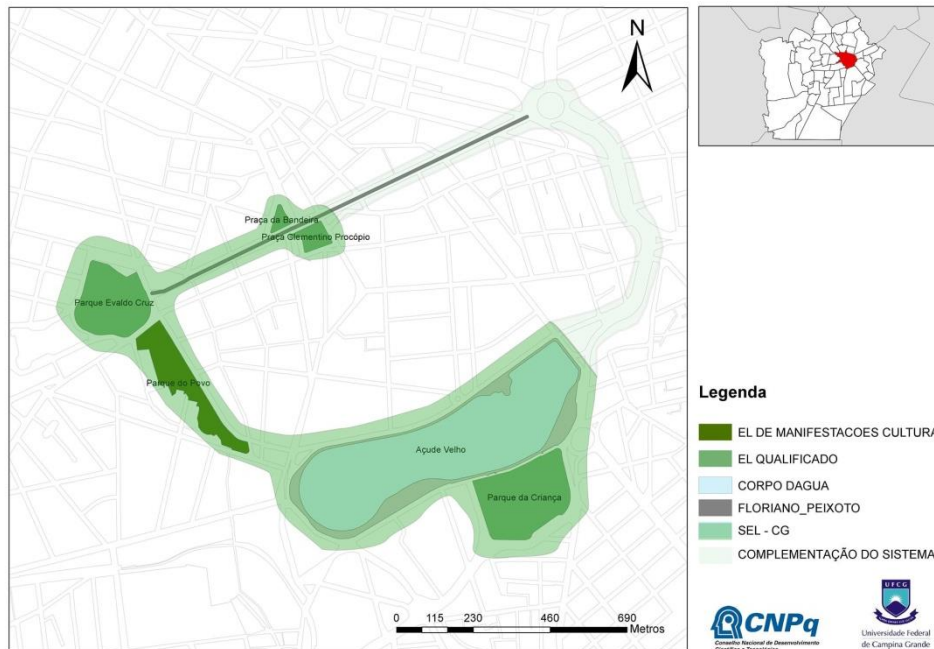 N
Praça da Bandeira
Praça Clementino Procópio
Parque Evaldo Cruz
Parque do Povo
Açude Velho
Parque da Criança
0 115 230 460 690
Metros
Legenda
EL DE MANIFESTACOES CULTURA
EL QUALIFICADO
CORPO DAGUA
FLORIANO_PEIXOTO
SEL - CG
COMPLEMENTAÇÃO DO SISTEMA
CNPq
Conselho Nacional de Desenvolvimento
Científico e Tecnológico
UFCG
Universidade Federal
de Campina Grande